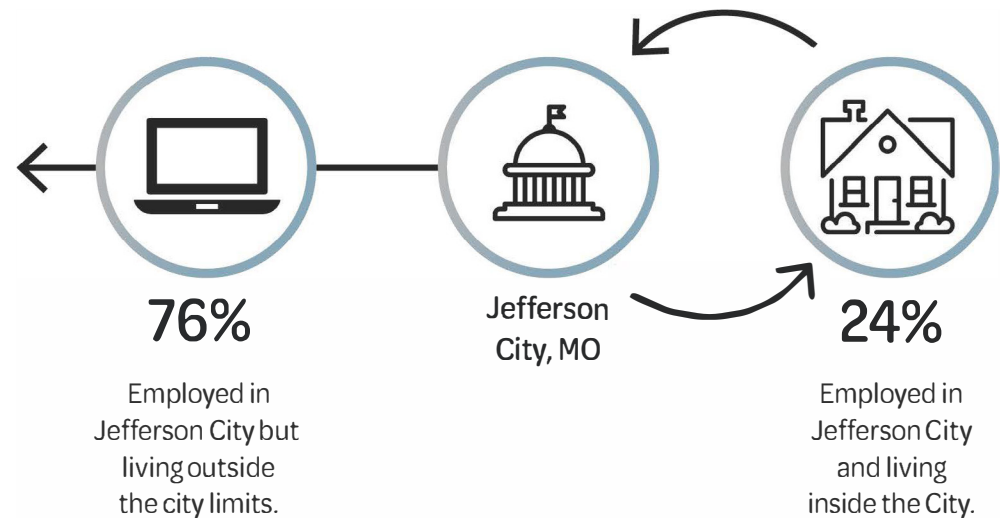 76%
Employed in
Jefferson City but
living outside
the city limits.
Jefferson
City, MO
24%
Employed in
Jefferson City
and living
inside the City.